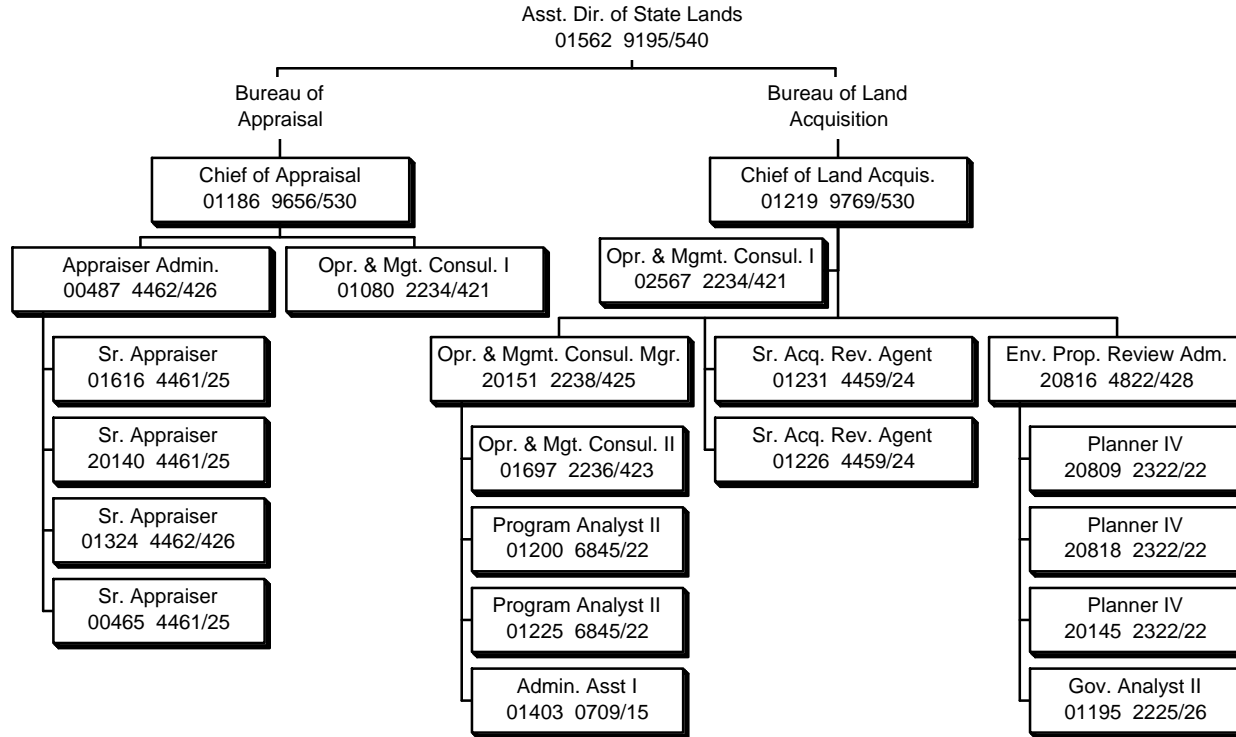 Asst. Dir. of State Lands
01562 9195/540
Bureau of
Appraisal
Bureau of Land
Acquisition
Chief of Appraisal
01186 9656/530
Chief of Land Acquis.
01219 9769/530
Appraiser Admin.
00487 4462/426
Opr. & Mgt. Consul. I
01080 2234/421
Opr. & Mgmt. Consul. I
02567 2234/421
Sr. Appraiser
01616 4461/25
Sr. Appraiser
20140 4461/25
Sr. Appraiser
01324 4462/426
Sr. Appraiser
00465 4461/25
Opr. & Mgmt. Consul. Mgr.
20151 2238/425
Opr. & Mgt. Consul. II
01697 2236/423
Program Analyst II
01200 6845/22
Program Analyst II
01225 6845/22
Admin. Asst I
01403 0709/15
Sr. Acq. Rev. Agent
01231 4459/24
Sr. Acq. Rev. Agent
01226 4459/24
Env. Prop. Review Adm.
20816 4822/428
Planner IV
20809 2322/22
Planner IV
20818 2322/22
Planner IV
20145 2322/22
Gov. Analyst II
01195 2225/26